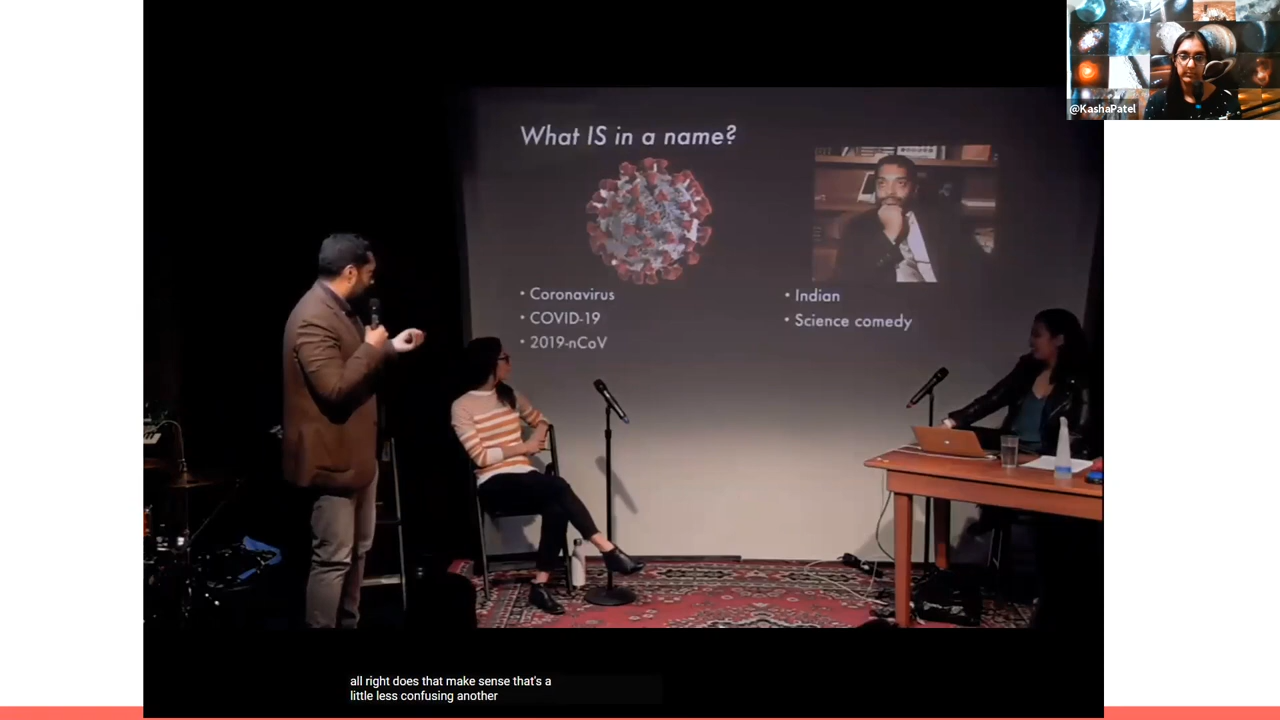 @KashaPatel
What IS in a name?
• Coronavirus
• COVID-19
• 2019-nCoV
• Indian
• Science comedy
all right does that make sense that's a
little less confusing another